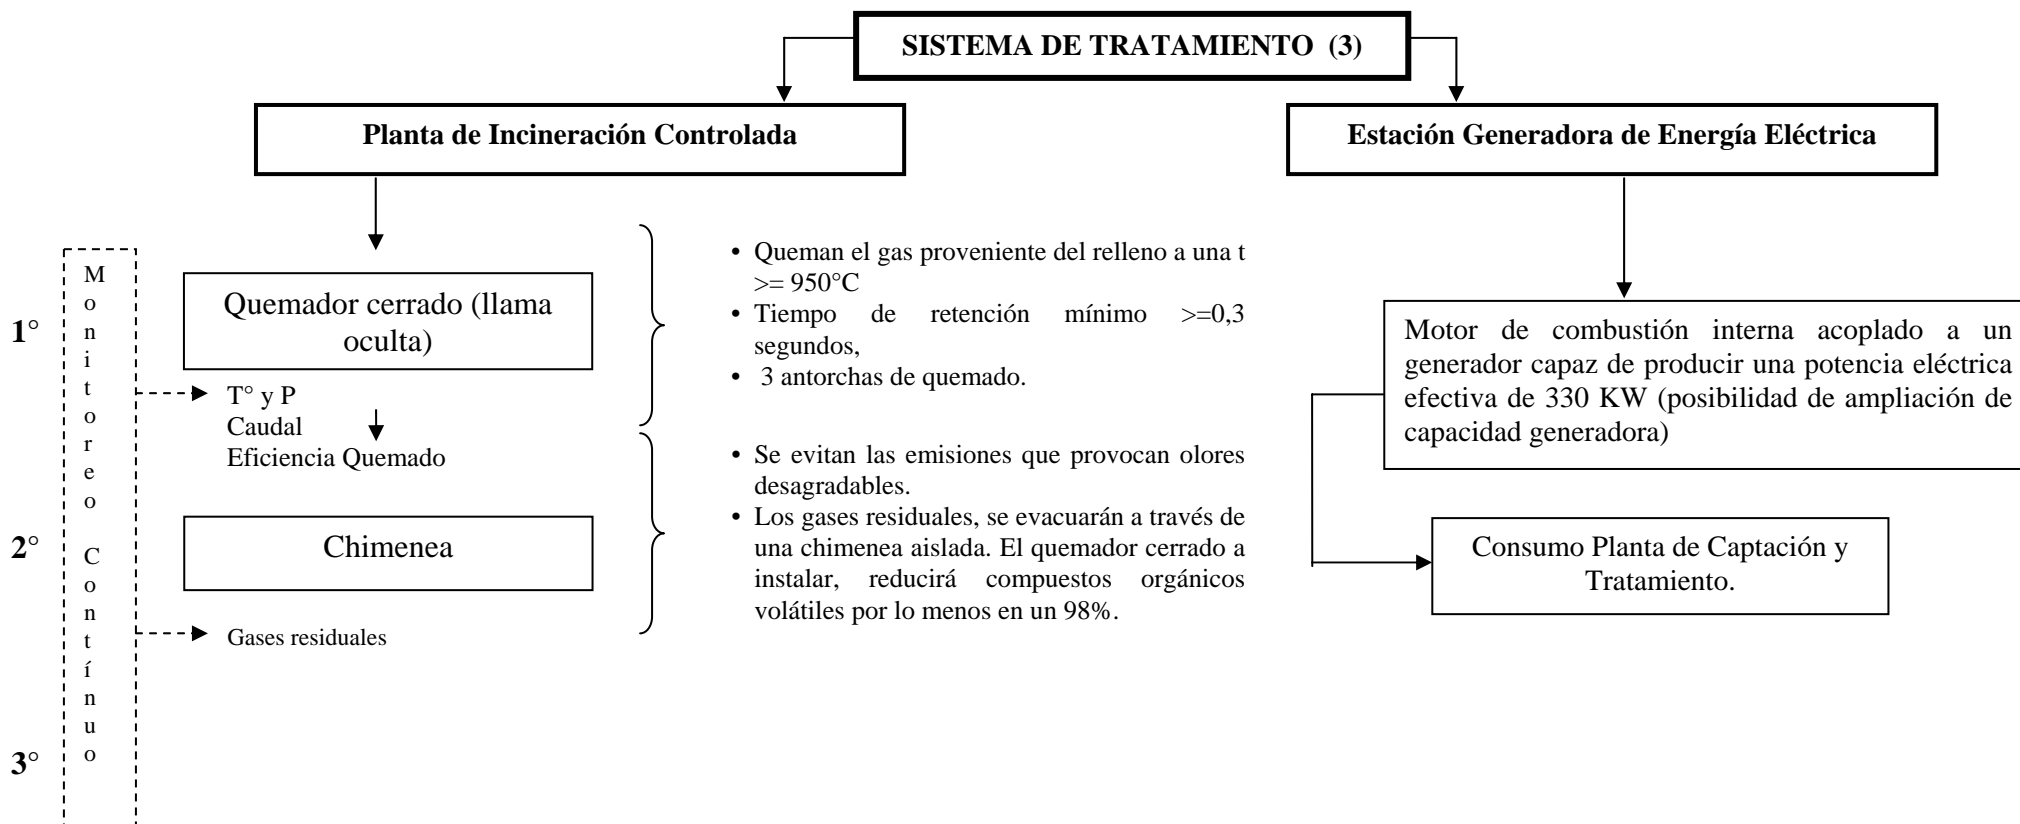 SISTEMA DE TRATAMIENTO (3)
Planta de Incineración Controlada
Estación Generadora de Energía Eléctrica
Monitoreo Contínuo
1°
Quemador cerrado (llama
oculta)
T° y P
Caudal
Eficiencia Quemado
• Queman el gas proveniente del relleno a una t
>= 950°C
• Tiempo de retención mínimo >=0,3
segundos,
• 3 antorchas de quemado.
2°
Chimenea
Gases residuales
• Se evitan las emisiones que provocan olores
desagradables.
• Los gases residuales, se evacuarán a través de
una chimenea aislada. El quemador cerrado a
instalar, reducirá compuestos orgánicos
volátiles por lo menos en un 98%.
3°
Motor de combustión interna acoplado a un
generador capaz de producir una potencia eléctrica
efectiva de 330 KW (posibilidad de ampliación de
capacidad generadora)
Consumo Planta de Captación y
Tratamiento.